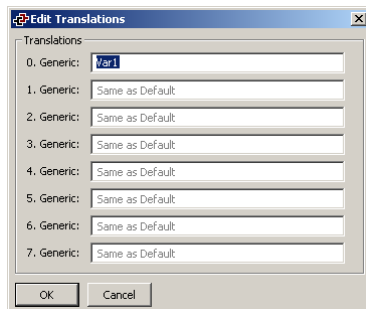 Edit Translations
Translations
0. Generic: Var1
1. Generic: Same as Default
2. Generic: Same as Default
3. Generic: Same as Default
4. Generic: Same as Default
5. Generic: Same as Default
6. Generic: Same as Default
7. Generic: Same as Default
OK Cancel